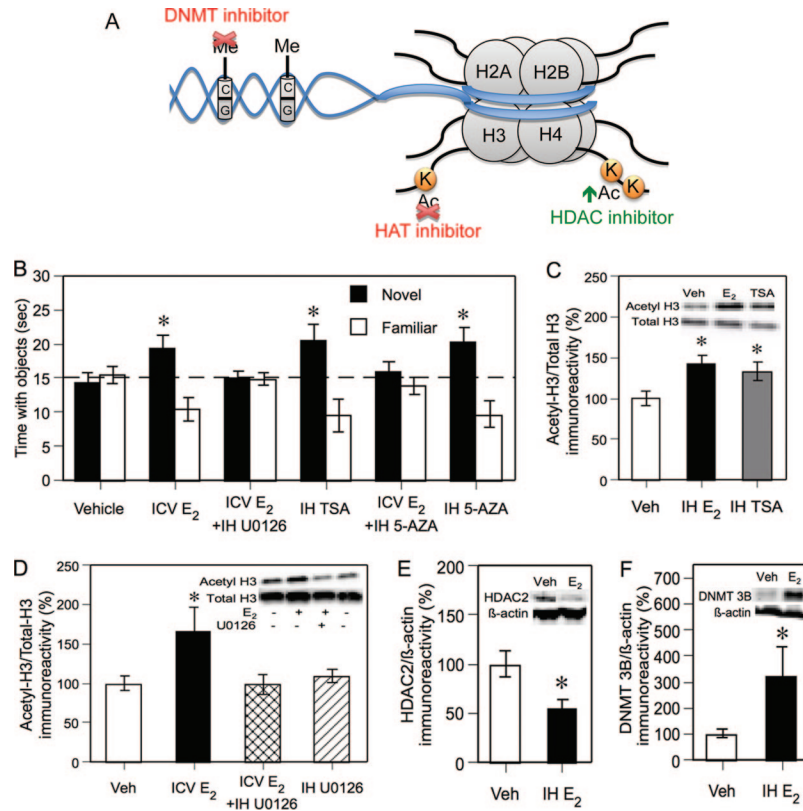 A
DNMT inhibitor
Me Me
C C
G G
H2A H2B
H3 H4
K K K
Ac Ac
HAT inhibitor
HDAC inhibitor
B
Time with objects (sec)
30
25
20
15
10
5
0
Novel
Familiar
* * *
Vehicle
ICV E2
ICV E2 +IH U0126
IH TSA
ICV E2 +IH 5-AZA
IH 5-AZA
C
Acetyl-H3/Total H3 immunoreactivity (%)
200
150
100
50
0
Veh E2 TSA
Acetyl H3
Total H3
* *
Veh IH E2 IH TSA
D
Acetyl-H3/Total-H3 immunoreactivity (%)
250
200
150
100
50
0
Acetyl H3
Total H3
E2 - + + -
U0126 - - + -
*
Veh
ICV E2
ICV E2 +IH U0126
IH U0126
E
HDAC2/ß-actin immunoreactivity (%)
200
150
100
50
0
Veh E2
HDAC2
ß-actin
*
Veh IH E2
F
DNMT 3B/ß-actin immunoreactivity (%)
700
600
500
400
300
200
100
0
Veh E2
DNMT 3B
ß-actin
*
Veh IH E2